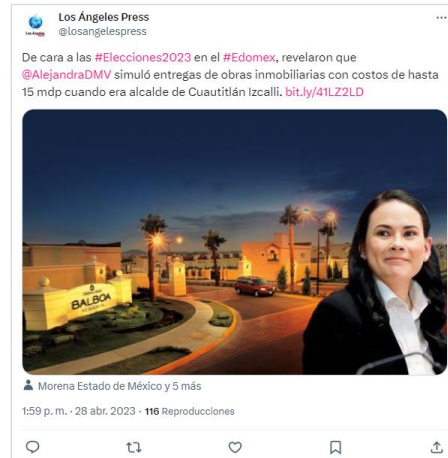 Los Ángeles Press
@losangelespress
De cara a las #Elecciones2023 en el #Edomex, revelaron que
@AlejandraDMV simuló entregas de obras inmobiliarias con costos de hasta
15 mdp cuando era alcalde de Cuautitlán Izcalli. bit.ly/41LZ2LD
BALBOA
Morena Estado de México y 5 más
1:59 p. m. · 28 abr. 2023 · 116 Reproducciones